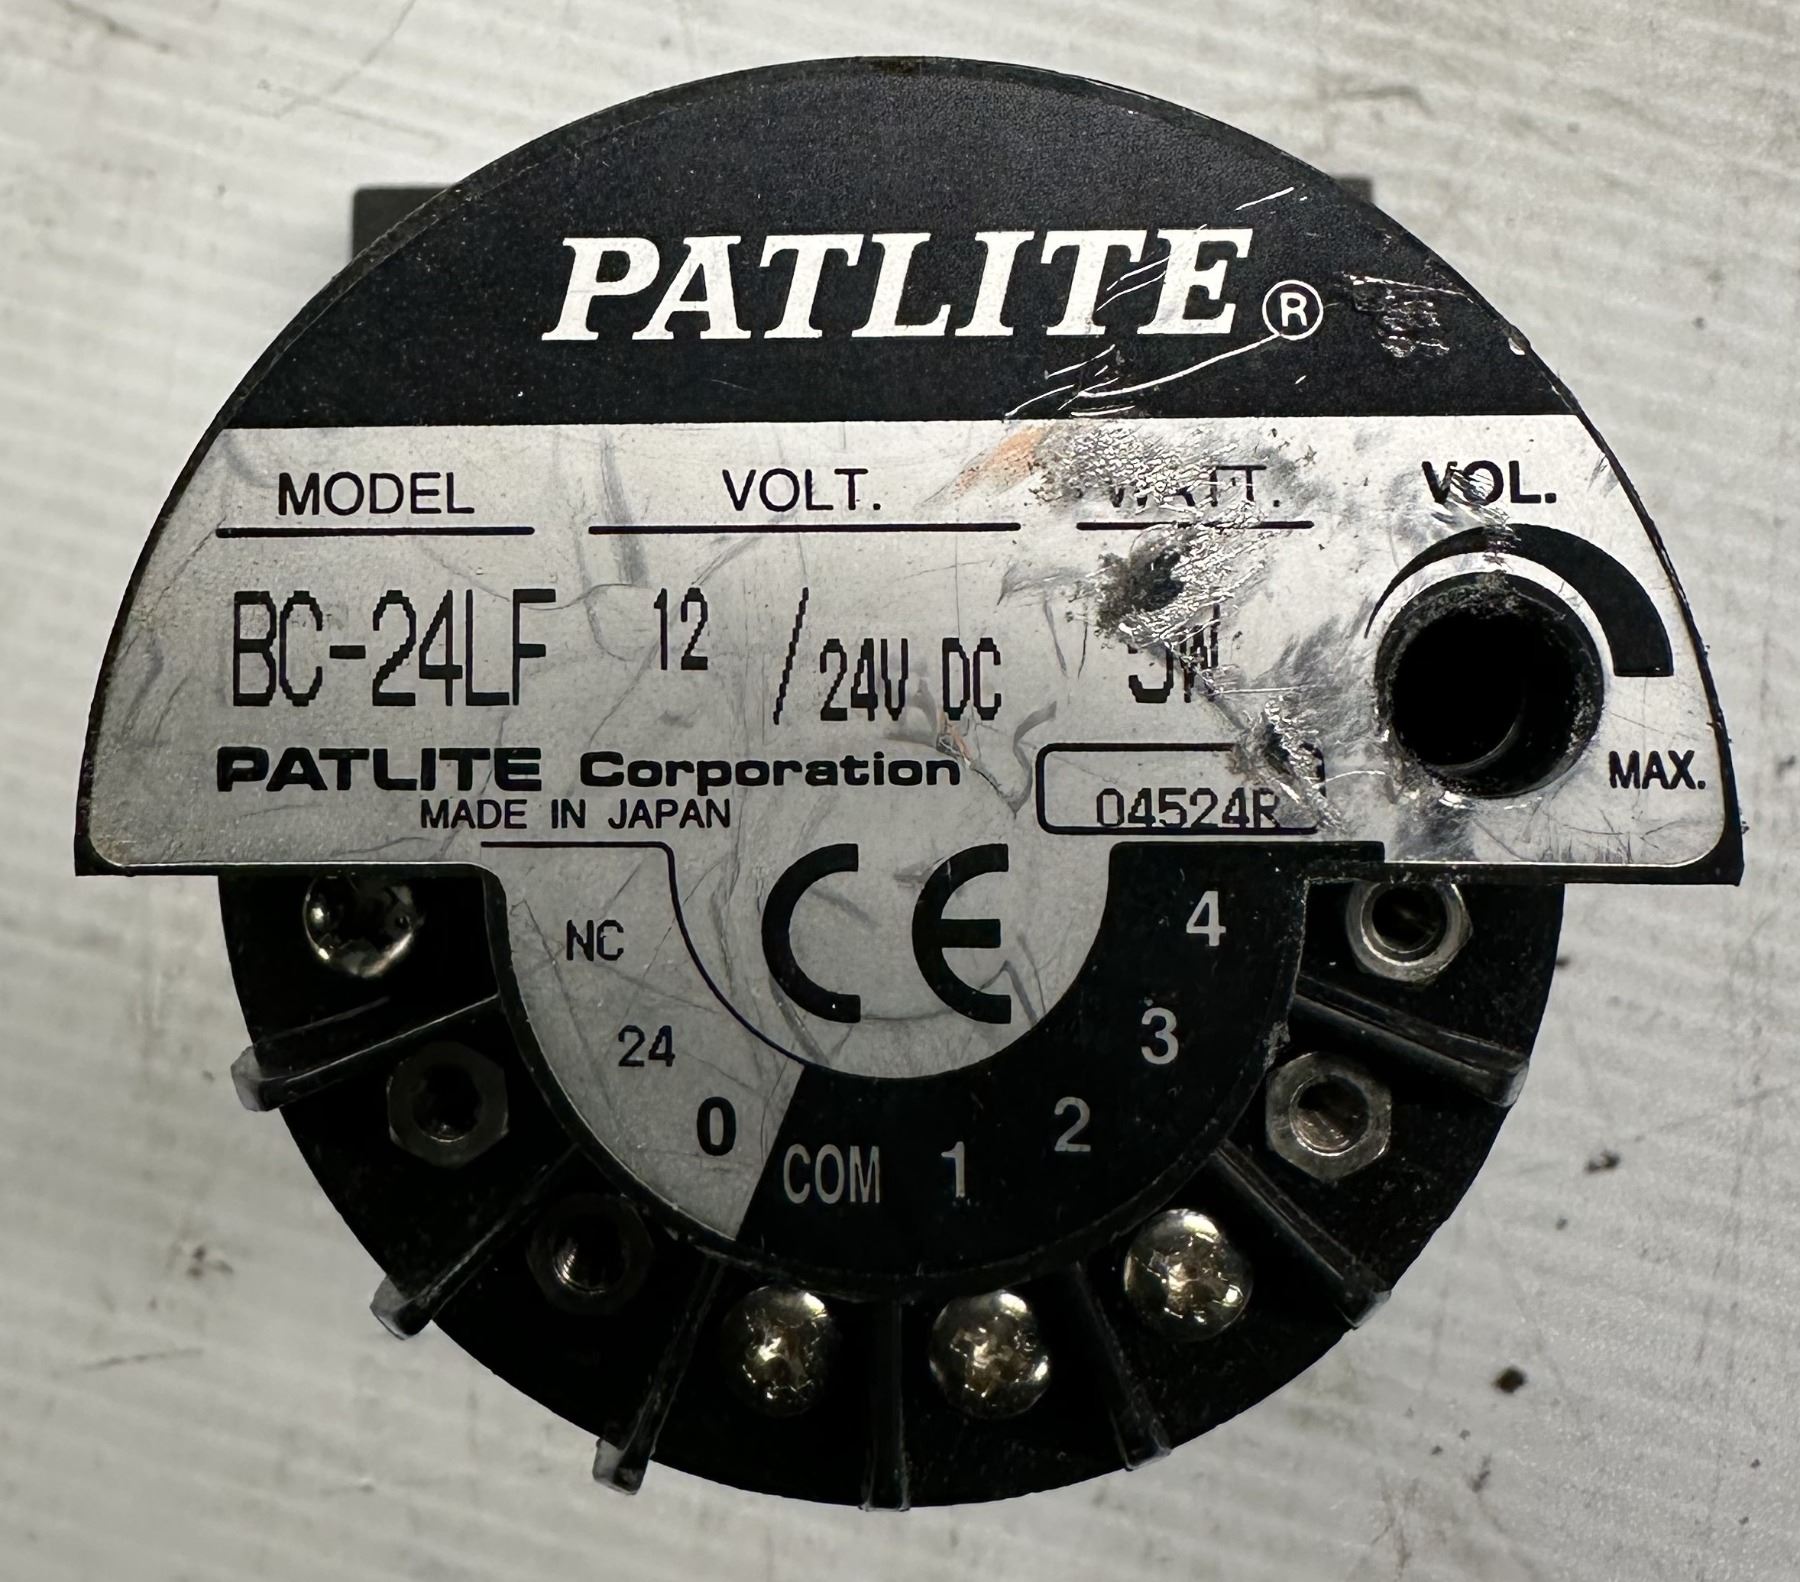 PATLITE®
MODEL VOLT. WATT. VOL.
BC-24LF 12/24V DC
MAX.
PATLITE Corporation
MADE IN JAPAN
04524R
CE
NC 24 0 COM 1 2 3 4